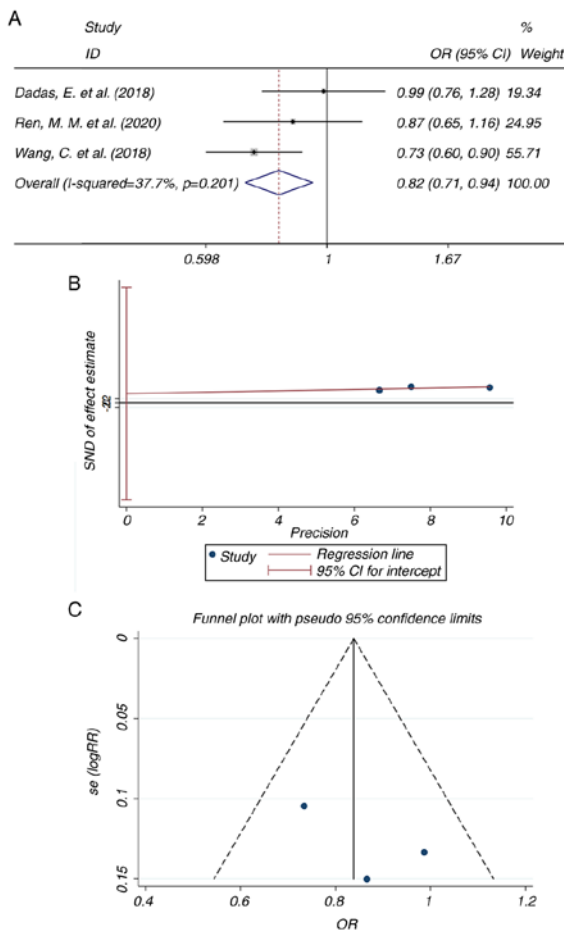 A
Study %
ID OR (95% CI) Weight
Dadas, E. et al. (2018) 0.99 (0.76, 1.28) 19.34
Ren, M. M. et al. (2020) 0.87 (0.65, 1.16) 24.95
Wang, C. et al. (2018) 0.73 (0.60, 0.90) 55.71
Overall (I-squared=37.7%, p=0.201) 0.82 (0.71, 0.94) 100.00
0.598 1 1.67
B
SND of effect estimate
0 2 4 6 8 10
Precision
Study Regression line
95% CI for intercept
C
Funnel plot with pseudo 95% confidence limits
se (logRR)
0
0.05
0.1
0.15
0.4 0.6 0.8 1 1.2
OR